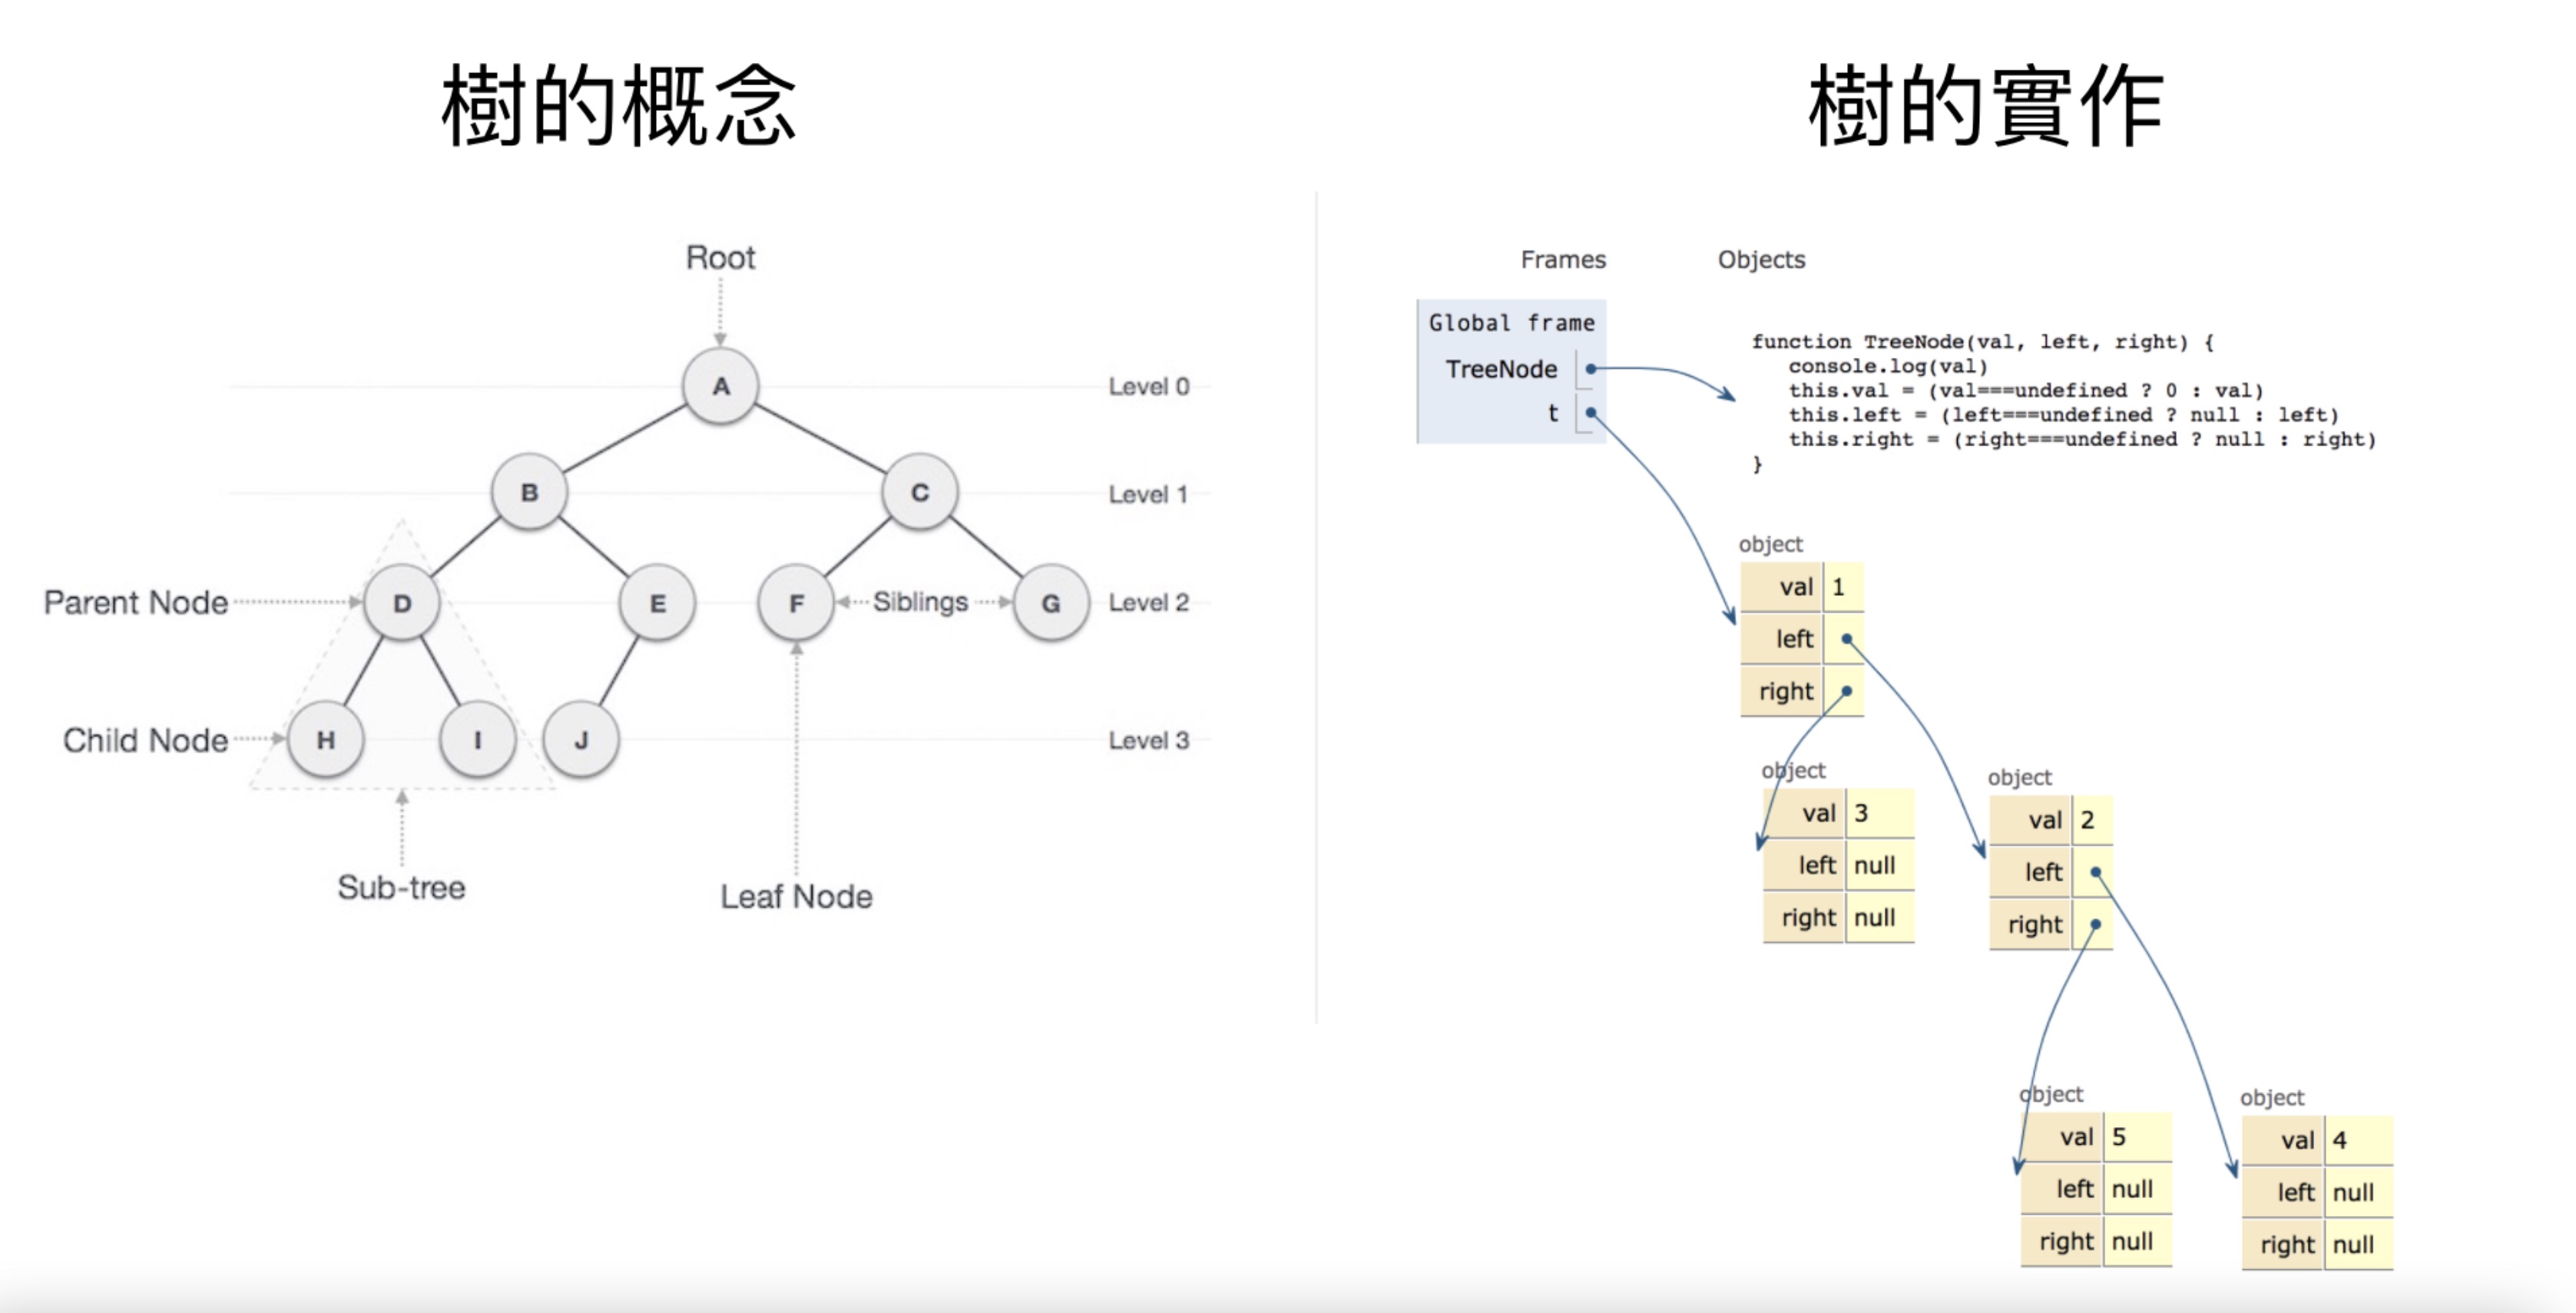 樹的概念
Root
A
Level 0
B
C
Level 1
Parent Node
D
E
F
Siblings
G
Level 2
Child Node
H
I
J
Level 3
Sub-tree
Leaf Node
樹的實作
Frames
Objects
Global frame
TreeNode
t
function TreeNode(val, left, right) {
console.log(val)
this.val = (val===undefined ? 0 : val)
this.left = (left===undefined ? null : left)
this.right = (right===undefined ? null : right)
}
object
val 1
left
right
object
val 3
left null
right null
object
val 2
left
right
object
val 5
left null
right null
object
val 4
left null
right null